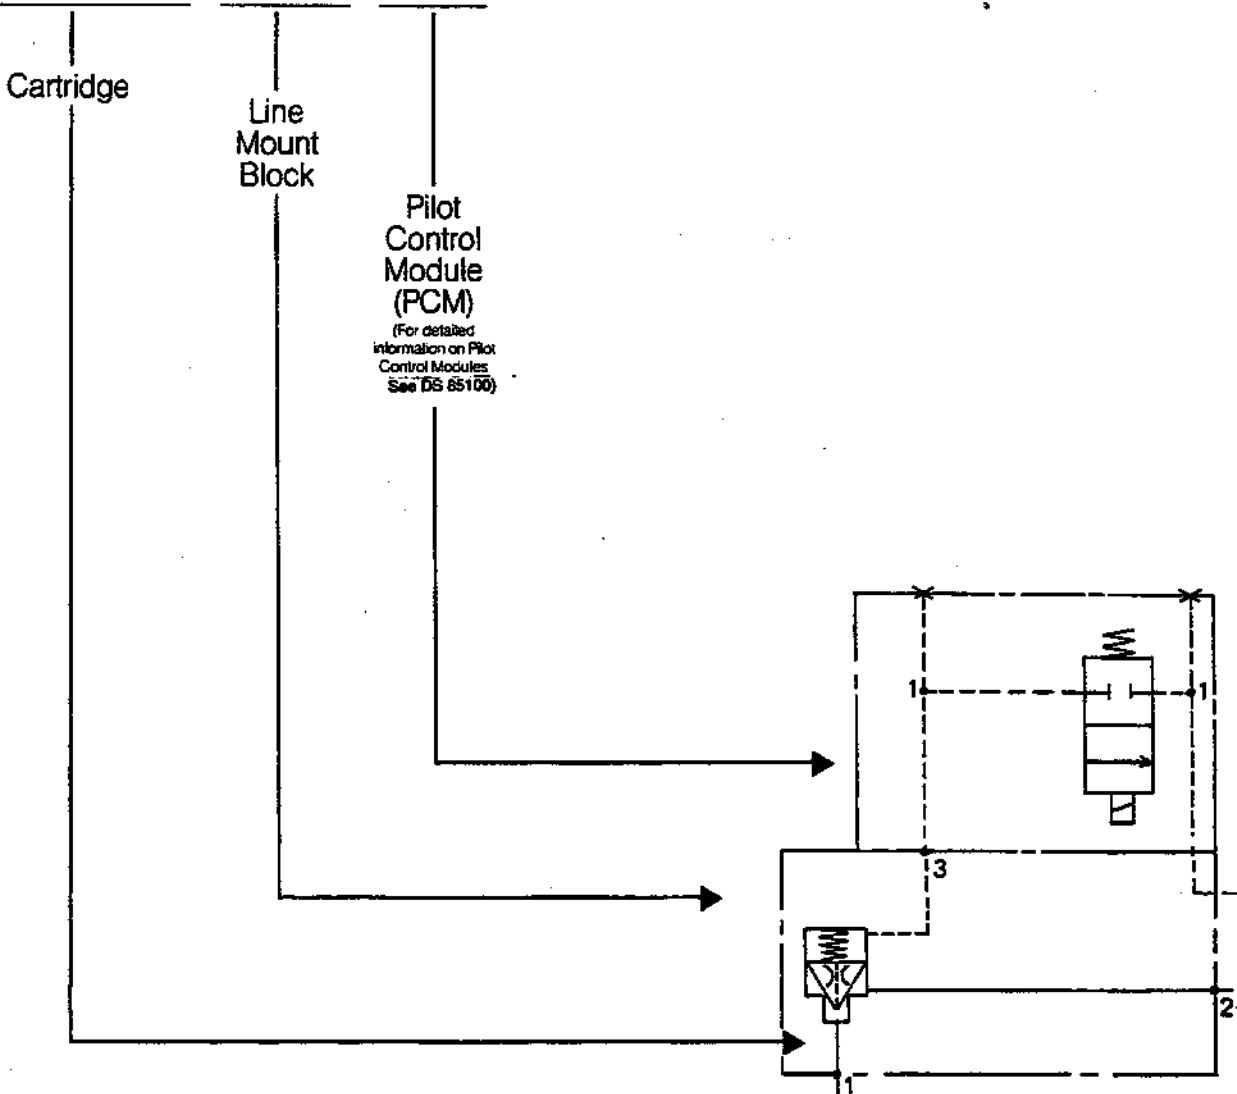 Cartridge
Line
Mount
Block
Pilot
Control
Module
(PCM)
(For detailed
information on Pilot
Control Modules
See DS 85100)
1
1
3
2
1